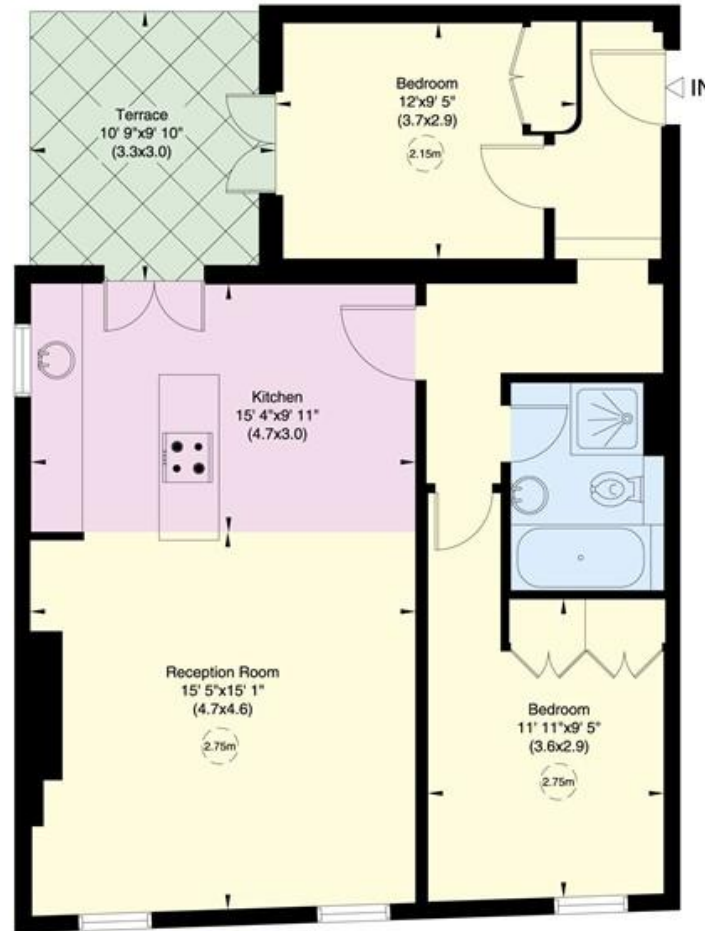 Terrace
10' 9"x9' 10"
(3.3x3.0)
Bedroom
12'x9' 5"
(3.7x2.9)
2.15m
IN
Kitchen
15' 4"x9' 11"
(4.7x3.0)
Reception Room
15' 5"x15' 1"
(4.7x4.6)
2.75m
Bedroom
11' 11"x9' 5"
(3.6x2.9)
2.75m